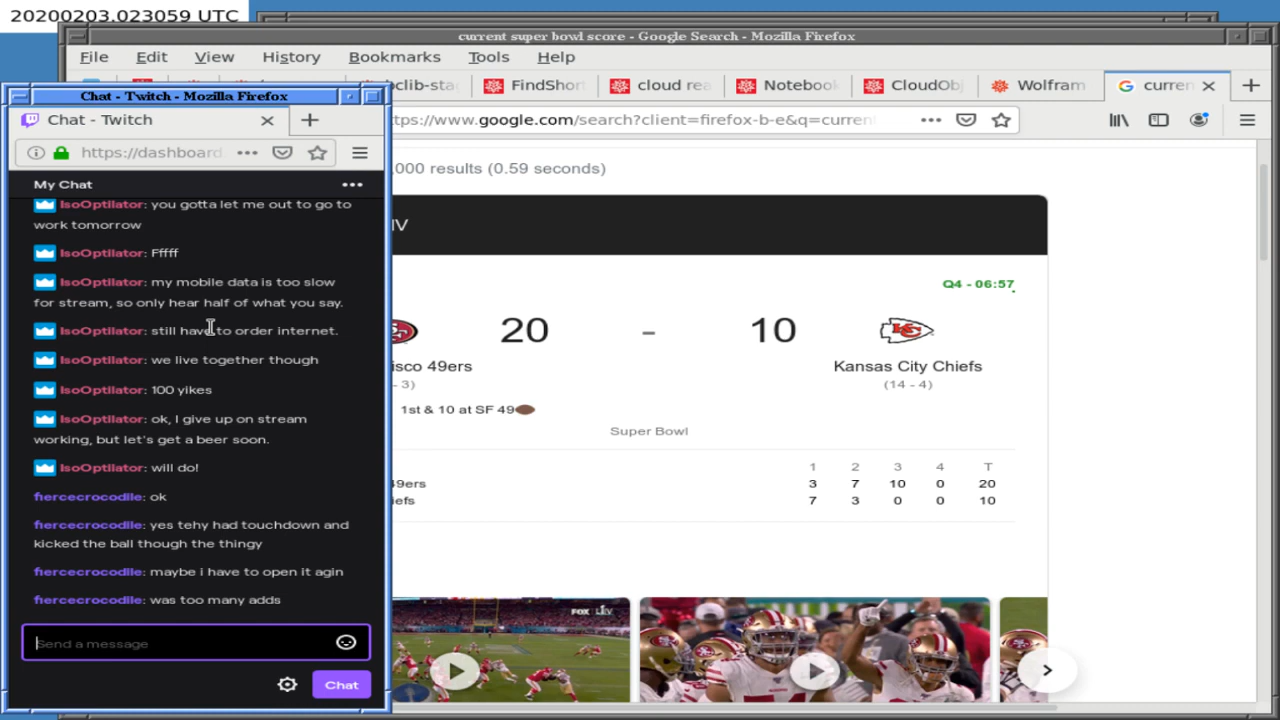 20200203.023059 UTC
current super bowl score - Google Search - Mozilla Firefox
File Edit View History Bookmarks Tools Help
FindShor cloud rea Notebook CloudObj Wolfram curren
Chat - Twitch - Mozilla Firefox
Chat - Twitch
https://dashboard.
ttps://www.google.com/search?client=firefox-b-e&q=current
,000 results (0.59 seconds)
My Chat
IsoOptilator: you gotta let me out to go to
work tomorrow
IsoOptilator: Fffff
IsoOptilator: my mobile data is too slow
for stream, so only hear half of what you say.
IsoOptilator: still have to order internet.
IsoOptilator: we live together though
IsoOptilator: 100 yikes
IsoOptilator: ok, I give up on stream
working, but let's get a beer soon.
IsoOptilator: will do!
fiercecrocodile: ok
fiercecrocodile: yes tehy had touchdown and
kicked the ball though the thingy
fiercecrocodile: maybe i have to open it agin
fiercecrocodile: was too many adds
Send a message
Chat
IV
Q4 - 06:57
20 - 10
isco 49ers Kansas City Chiefs
- 3) (14 - 4)
1st & 10 at SF 49
Super Bowl
1 2 3 4 T
49ers 3 7 10 0 20
iefs 7 3 0 0 10
FOX LIV